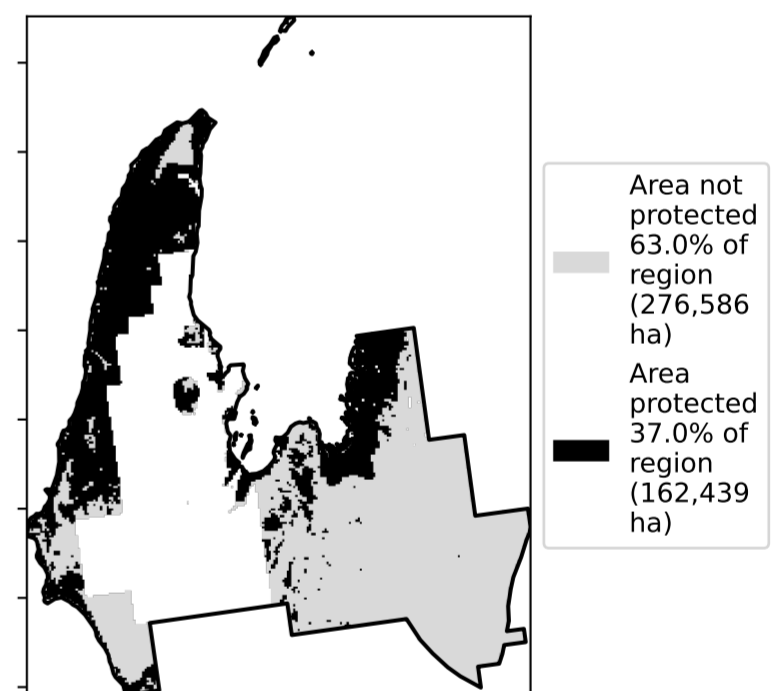 Area not
protected
63.0% of
region
(276,586
ha)
Area
protected
37.0% of
region
(162,439
ha)